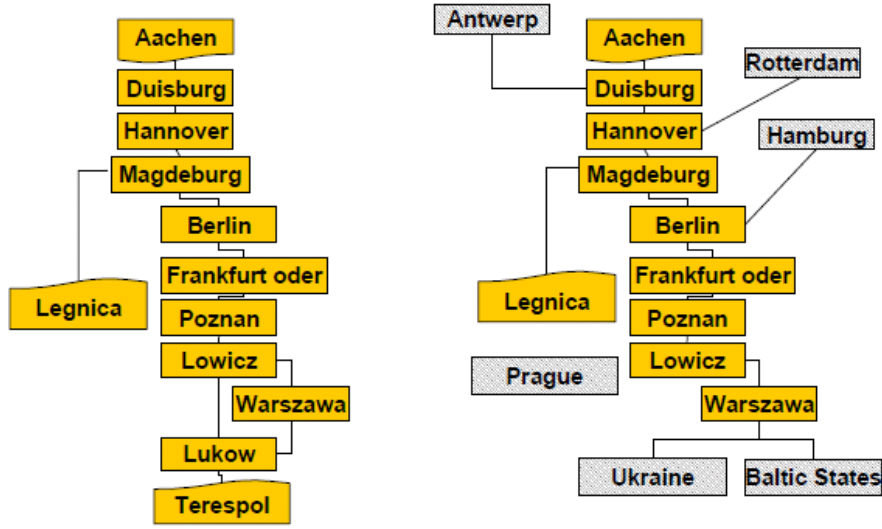 Aachen
Duisburg
Hannover
Magdeburg
Berlin
Frankfurt oder
Legnica
Poznan
Lowicz
Warszawa
Lukow
Terespol
Antwerp
Aachen
Rotterdam
Duisburg
Hannover
Hamburg
Magdeburg
Berlin
Frankfurt oder
Legnica
Poznan
Lowicz
Prague
Warszawa
Ukraine
Baltic States